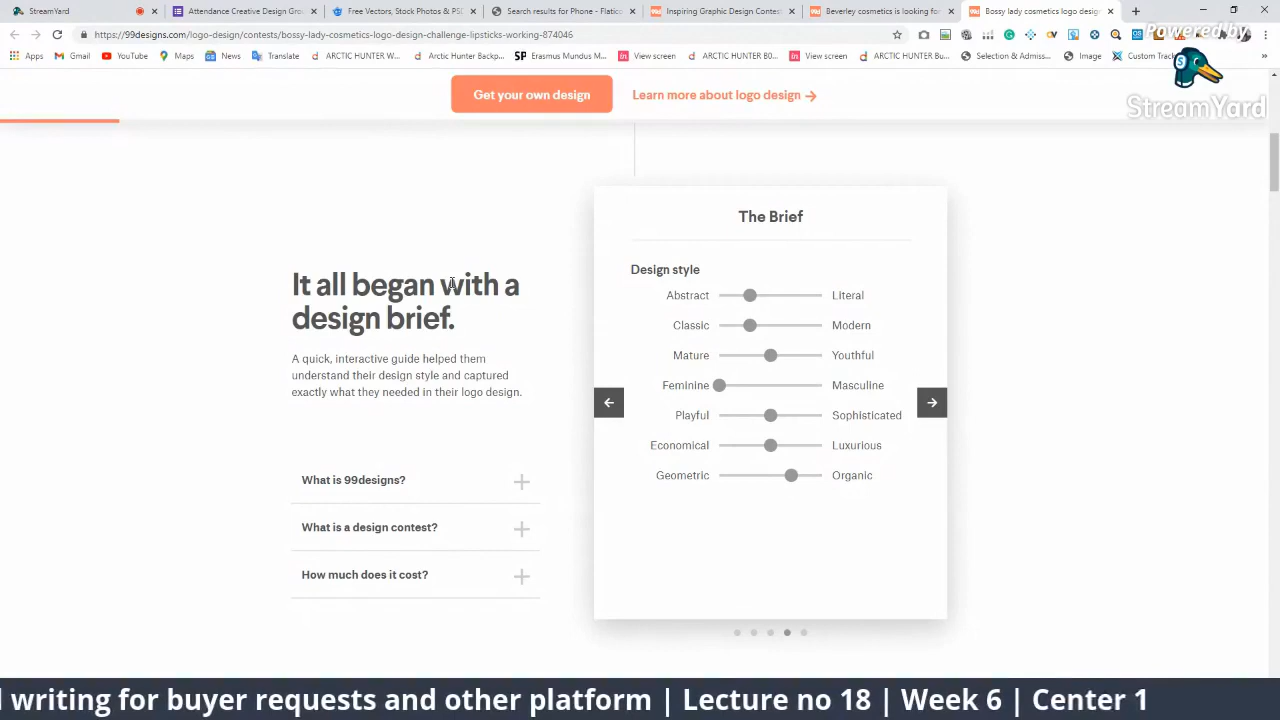 StreamYard
Attendance Creative Design Gro
Free Vectors, Stock Photos & PSD
Search results for Phone - Flatico
Inspiring Graphic Design Contest
Beverley cosmetics is looking for
Bossy lady cosmetics logo design
https://99designs.com/logo-design/contests/bossy-lady-cosmetics-logo-design-challenge-lipsticks-working-874046
Apps
Gmail
YouTube
Maps
News
Translate
ARCTIC HUNTER W...
Arctic Hunter Backp...
Erasmus Mundus M...
View screen
ARCTIC HUNTER B0...
View screen
ARCTIC HUNTER Bu...
Selection & Admiss...
Image
Custom Track
Powered by
StreamYard
Get your own design
Learn more about logo design →
The Brief
It all began with a
design brief.
A quick, interactive guide helped them
understand their design style and captured
exactly what they needed in their logo design.
What is 99designs?
What is a design contest?
How much does it cost?
Design style
Abstract Literal
Classic Modern
Mature Youthful
Feminine Masculine
Playful Sophisticated
Economical Luxurious
Geometric Organic
writing for buyer requests and other platform | Lecture no 18 | Week 6 | Center 1